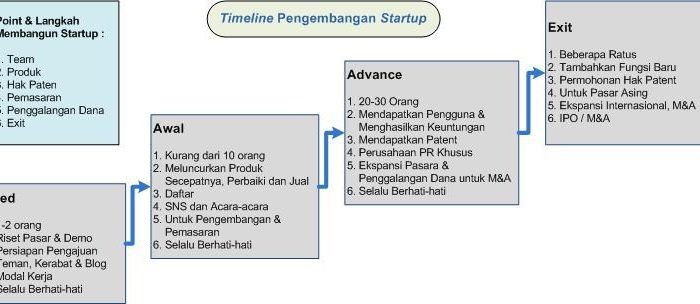 Timeline Pengembangan Startup
Point & Langkah
Membangun Startup :
1. Team
2. Produk
3. Hak Paten
4. Pemasaran
5. Penggalangan Dana
6. Exit
ed
-2 orang
Riset Pasar & Demo
Persiapan Pengajuan
Teman, Kerabat & Blog
Modal Kerja
Selalu Berhati-hati
Awal
1. Kurang dari 10 orang
2. Meluncurkan Produk
Secepatnya, Perbaiki dan Jual
3. Daftar
4. SNS dan Acara-acara
5. Untuk Pengembangan &
Pemasaran
6. Selalu Berhati-hati
Advance
1. 20-30 Orang
2. Mendapatkan Pengguna &
Menghasilkan Keuntungan
3. Mendapatkan Patent
4. Perusahaan PR Khusus
5. Ekspansi Pasara &
Penggalangan Dana untuk M&A
6. Selalu Berhati-hati
Exit
1. Beberapa Ratus
2. Tambahkan Fungsi Baru
3. Permohonan Hak Patent
4. Untuk Pasar Asing
5. Ekspansi Internasional, M&A
6. IPO / M&A